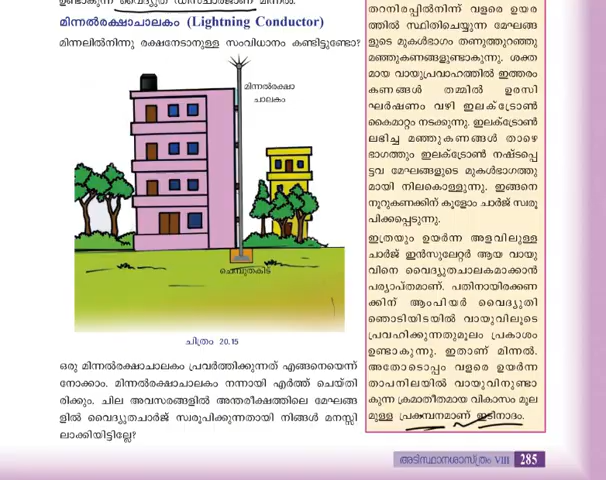 ഉണ്ടാകുന്ന വൈദ്യുത ഡിസ്ചാർജാണ് മിന്നൽ.
മിന്നൽരക്ഷാചാലകം (Lightning Conductor)
മിന്നലിൽനിന്നു രക്ഷനേടാനുള്ള സംവിധാനം കണ്ടിട്ടുണ്ടോ?
മിന്നൽരക്ഷാ
ചാലകം
ചെമ്പുതകിട്
ചിത്രം 20.15
ഒരു മിന്നൽരക്ഷാചാലകം പ്രവർത്തിക്കുന്നത് എങ്ങനെയെന്ന്
നോക്കാം. മിന്നൽരക്ഷാചാലകം നന്നായി എർത്ത് ചെയ്തി
രിക്കും. ചില അവസരങ്ങളിൽ അന്തരീക്ഷത്തിലെ മേഘങ്ങ
ളിൽ വൈദ്യുതചാർജ് സ്വരൂപിക്കുന്നതായി നിങ്ങൾ മനസ്സി
ലാക്കിയിട്ടില്ലേ?
തറനിരപ്പിൽനിന്ന് വളരെ ഉയര
ത്തിൽ സ്ഥിതിചെയ്യുന്ന മേഘങ്ങ
ളുടെ മുകൾഭാഗം തണുത്തുറഞ്ഞു
മഞ്ഞുകണങ്ങളുണ്ടാകുന്നു. ശക്ത
മായ വായുപ്രവാഹത്തിൽ ഇത്തരം
കണങ്ങൾ തമ്മിൽ ഉരസി
ഘർഷണം വഴി ഇലക്ട്രോൺ
കൈമാറ്റം നടക്കുന്നു. ഇലക്ട്രോൺ
ലഭിച്ച മഞ്ഞുകണങ്ങൾ താഴെ
ഭാഗത്തും ഇലക്ട്രോൺ നഷ്ടപ്പെ
ട്ടവ മേഘങ്ങളുടെ മുകൾഭാഗത്തു
മായി നിലകൊള്ളുന്നു. ഇങ്ങനെ
നൂറുകണക്കിന് കൂളോം ചാർജ് സ്വരൂ
പിക്കപ്പെടുന്നു.
ഇത്രയും ഉയർന്ന അളവിലുള്ള
ചാർജ് ഇൻസുലേറ്റർ ആയ വായു
വിനെ വൈദ്യുതചാലകമാക്കാൻ
പര്യാപ്തമാണ്. പതിനായിരക്കണ
ക്കിന് ആംപിയർ വൈദ്യുതി
ഞൊടിയിടയിൽ വായുവിലൂടെ
പ്രവഹിക്കുന്നതുമൂലം പ്രകാശം
ഉണ്ടാകുന്നു. ഇതാണ് മിന്നൽ.
അതോടൊപ്പം വളരെ ഉയർന്ന
താപനിലയിൽ വായുവിനുണ്ടാ
കുന്ന ക്രമാതീതമായ വികാസം മൂല
മുള്ള പ്രകമ്പനമാണ് ഇടിനാദം.
അടിസ്ഥാനശാസ്ത്രം VIII 285